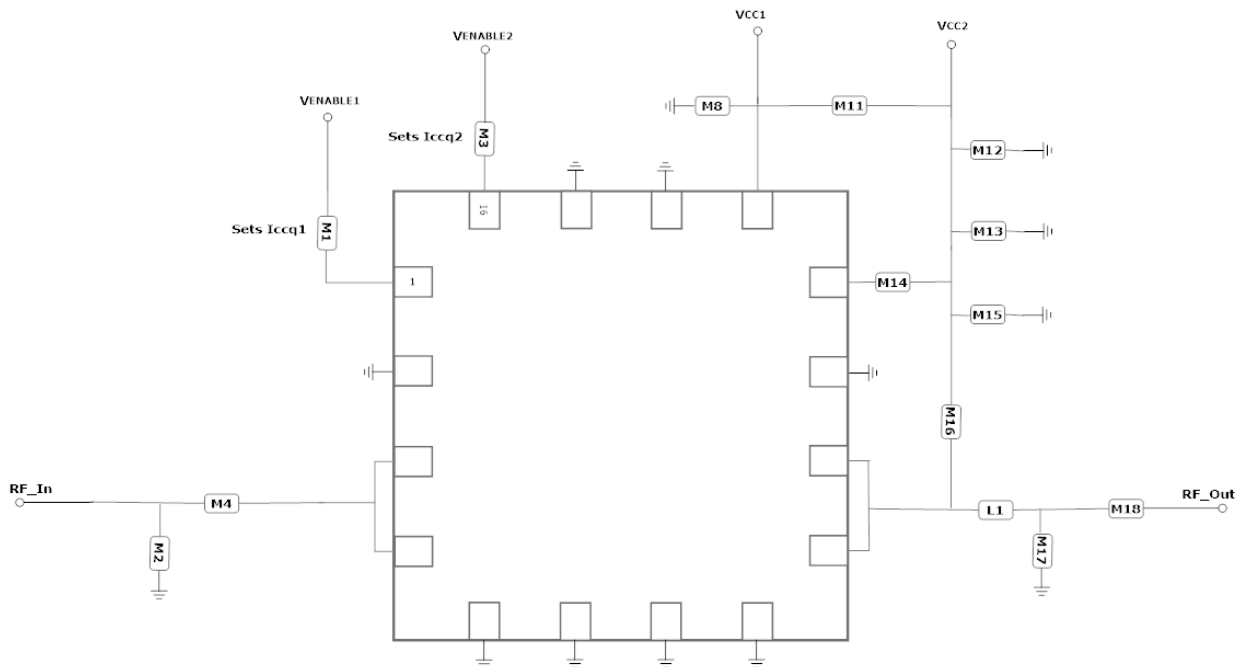 VCC1
VCC2
VENABLE2
VENABLE1
M8
M11
Sets Iccq2
M3
M12
16
Sets Iccq1
M1
M13
1
M14
M15
M16
RF_In
M4
L1
M18
RF_Out
M2
M17